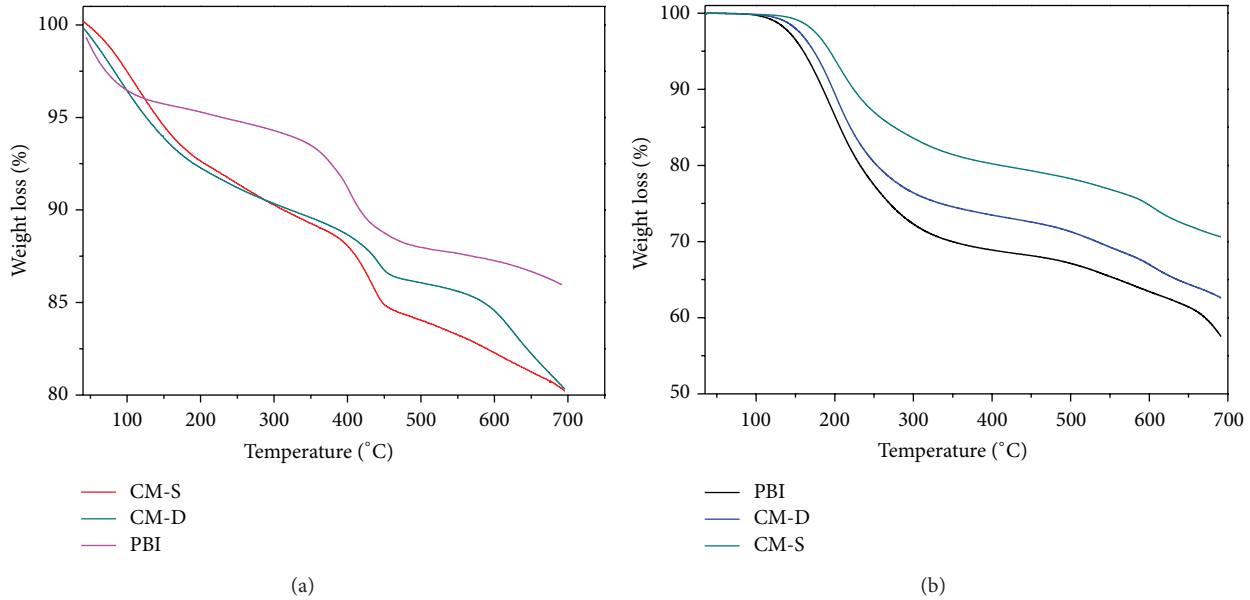 100
95
90
85
80
Weight loss (%)
100 200 300 400 500 600 700
Temperature (˚C)
CM-S
CM-D
PBI
(a)
100
90
80
70
60
50
Weight loss (%)
100 200 300 400 500 600 700
Temperature (˚C)
PBI
CM-D
CM-S
(b)